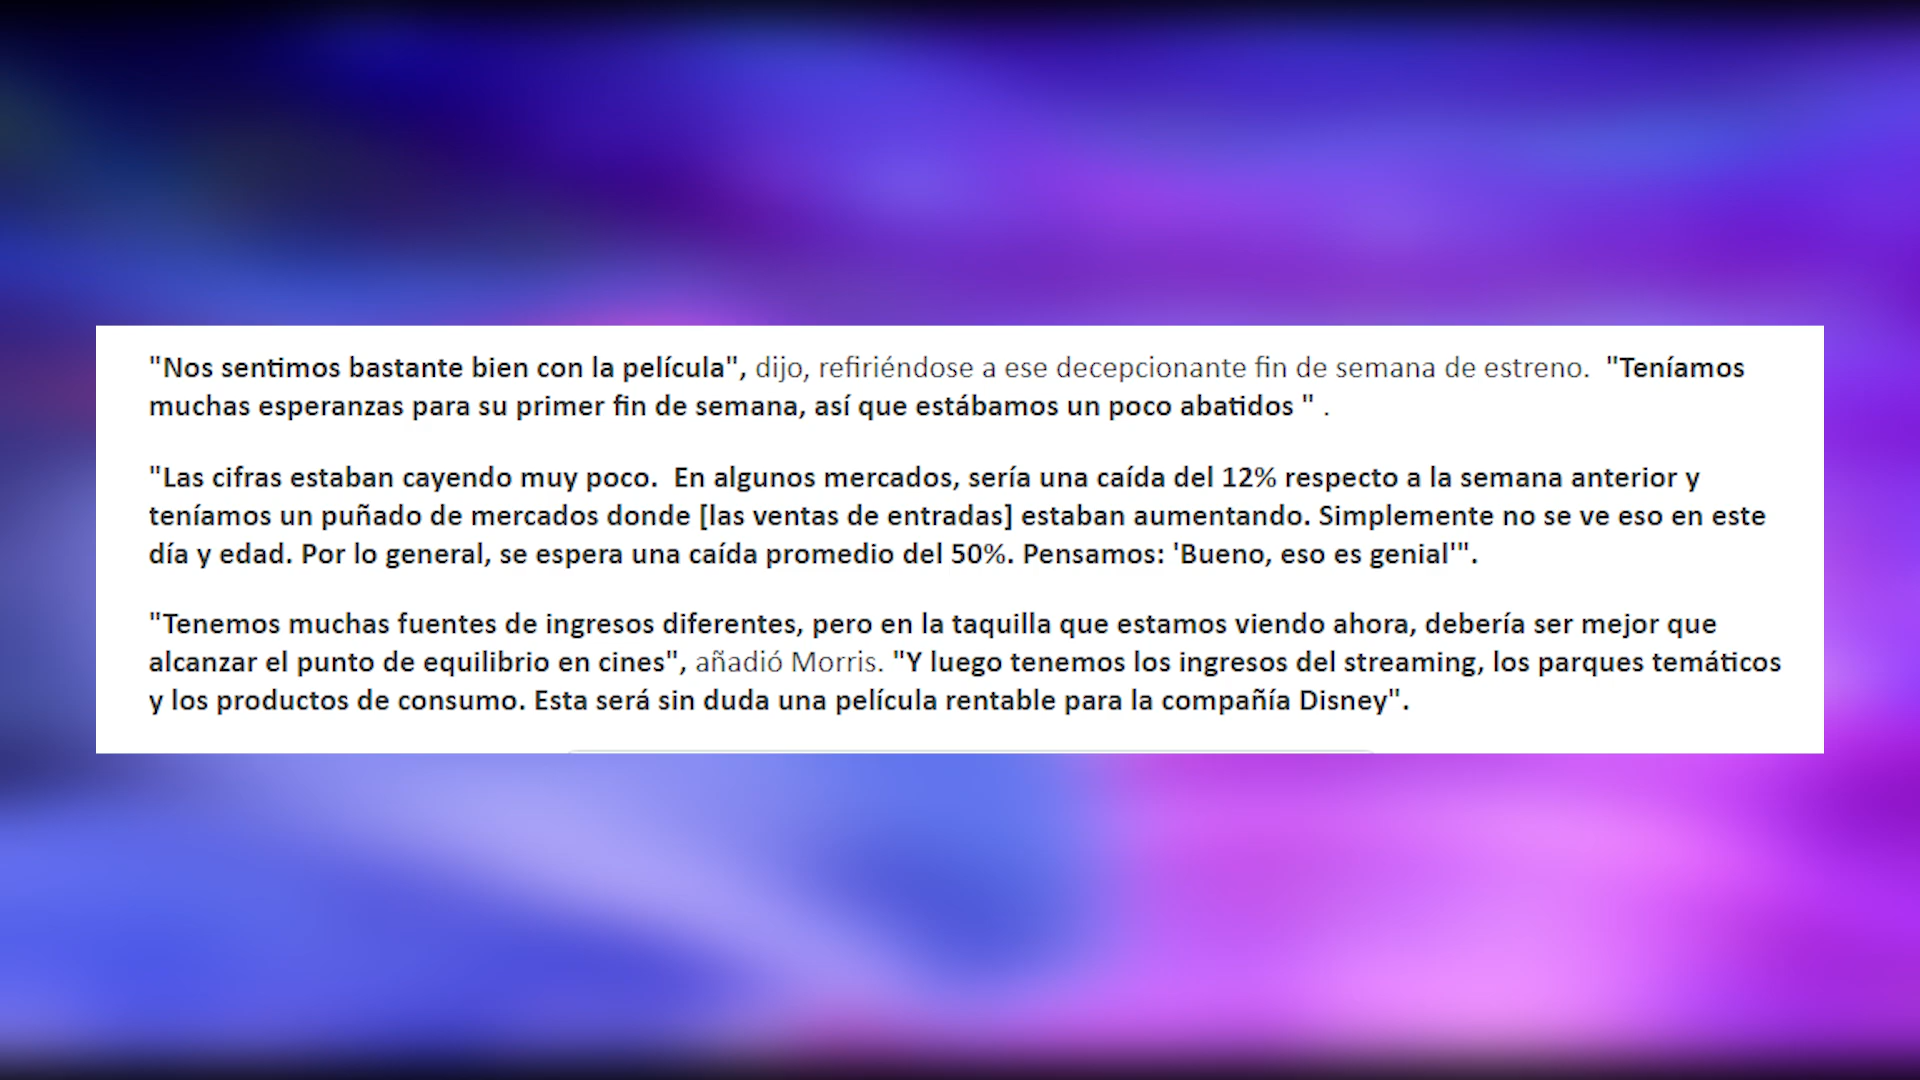 "Nos sentimos bastante bien con la película", dijo, refiriéndose a ese decepcionante fin de semana de estreno.  "Teníamos
muchas esperanzas para su primer fin de semana, así que estábamos un poco abatidos " .
"Las cifras estaban cayendo muy poco.  En algunos mercados, sería una caída del 12% respecto a la semana anterior y
teníamos un puñado de mercados donde [las ventas de entradas] estaban aumentando. Simplemente no se ve eso en este
día y edad. Por lo general, se espera una caída promedio del 50%. Pensamos: 'Bueno, eso es genial'".
"Tenemos muchas fuentes de ingresos diferentes, pero en la taquilla que estamos viendo ahora, debería ser mejor que
alcanzar el punto de equilibrio en cines", añadió Morris. "Y luego tenemos los ingresos del streaming, los parques temáticos
y los productos de consumo. Esta será sin duda una película rentable para la compañía Disney".